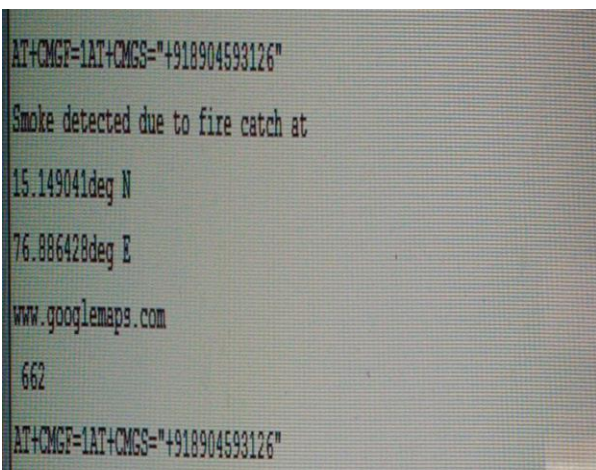 AT+CMGF=1AT+CMGS="+918904593126"
Smoke detected due to fire catch at
15.149041deg N
76.886428deg E
www.googlemaps.com
662
AT+CMGF=1AT+CMGS="+918904593126"